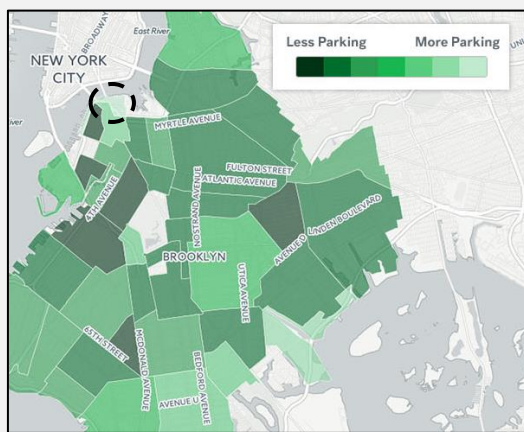 Less Parking More Parking
BROADWAY
East River
NEW YORK
CITY
River
MYRTLE AVENUE
FULTON STREET
ATLANTIC AVENUE
4TH AVENUE
NOSTRAND AVENUE
LINDEN BOULEVARD
AVENUE D
BROOKLYN
UTICA AVENUE
65TH STREET
MCDONALD AVENUE
BEDFORD AVENUE
AVENUE U